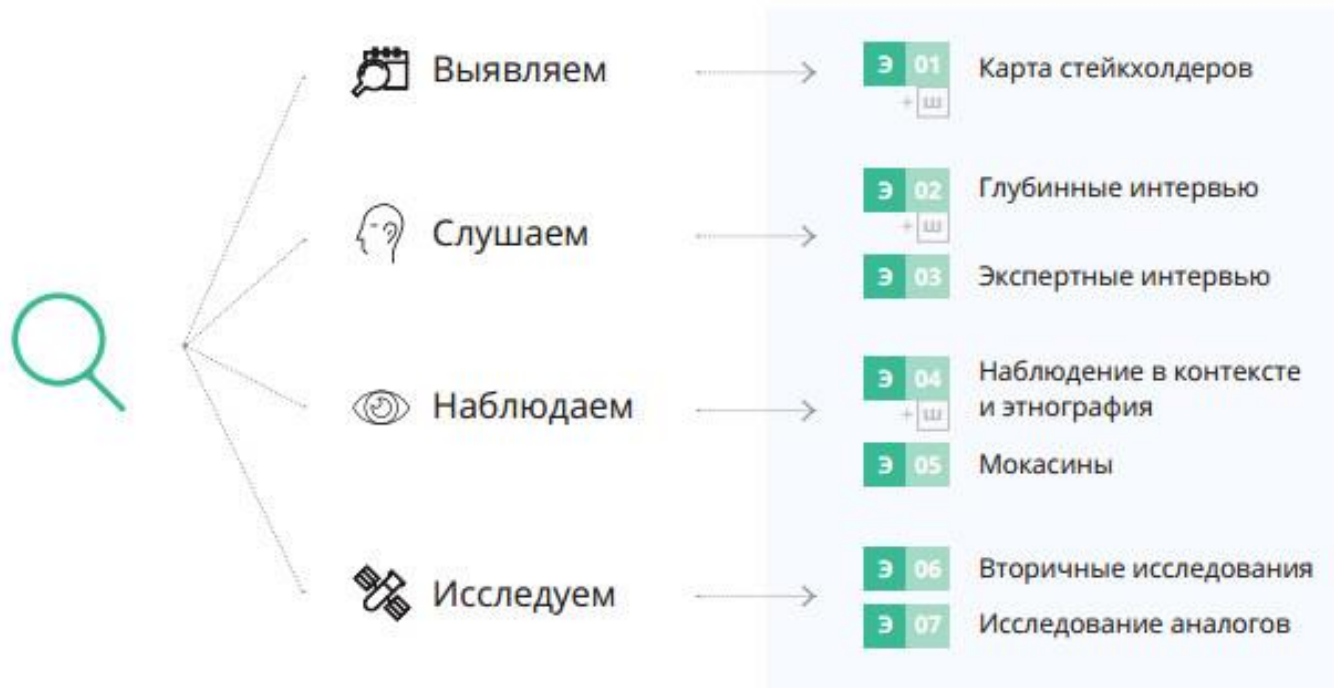 Выявляем
Э 01 Карта стейкхолдеров
+ Ш
Слушаем
Э 02 Глубинные интервью
+ Ш
Э 03 Экспертные интервью
Наблюдаем
Э 04 Наблюдение в контексте
и этнография
+ Ш
Э 05 Мокасины
Исследуем
Э 06 Вторичные исследования
Э 07 Исследование аналогов